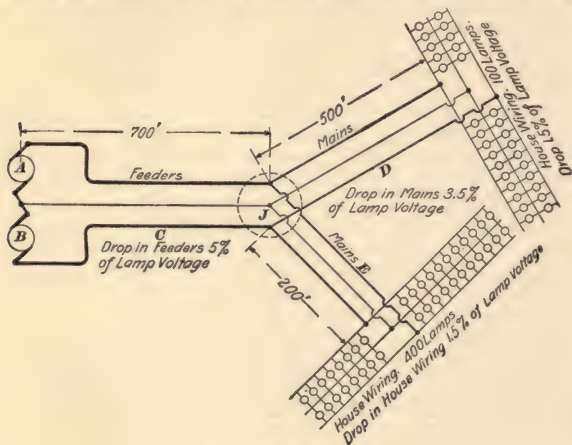 700'
A
B
Feeders
C
Drop in Feeders 5%
of Lamp Voltage
J
500'
Mains
D
Drop in Mains 3.5%
of Lamp Voltage
House Wiring. 100 Lamps.
Drop 1.5% of Lamp Voltage
Mains E
200'
House Wiring. 400 Lamps
Drop in House Wiring 1.5% of Lamp Voltage